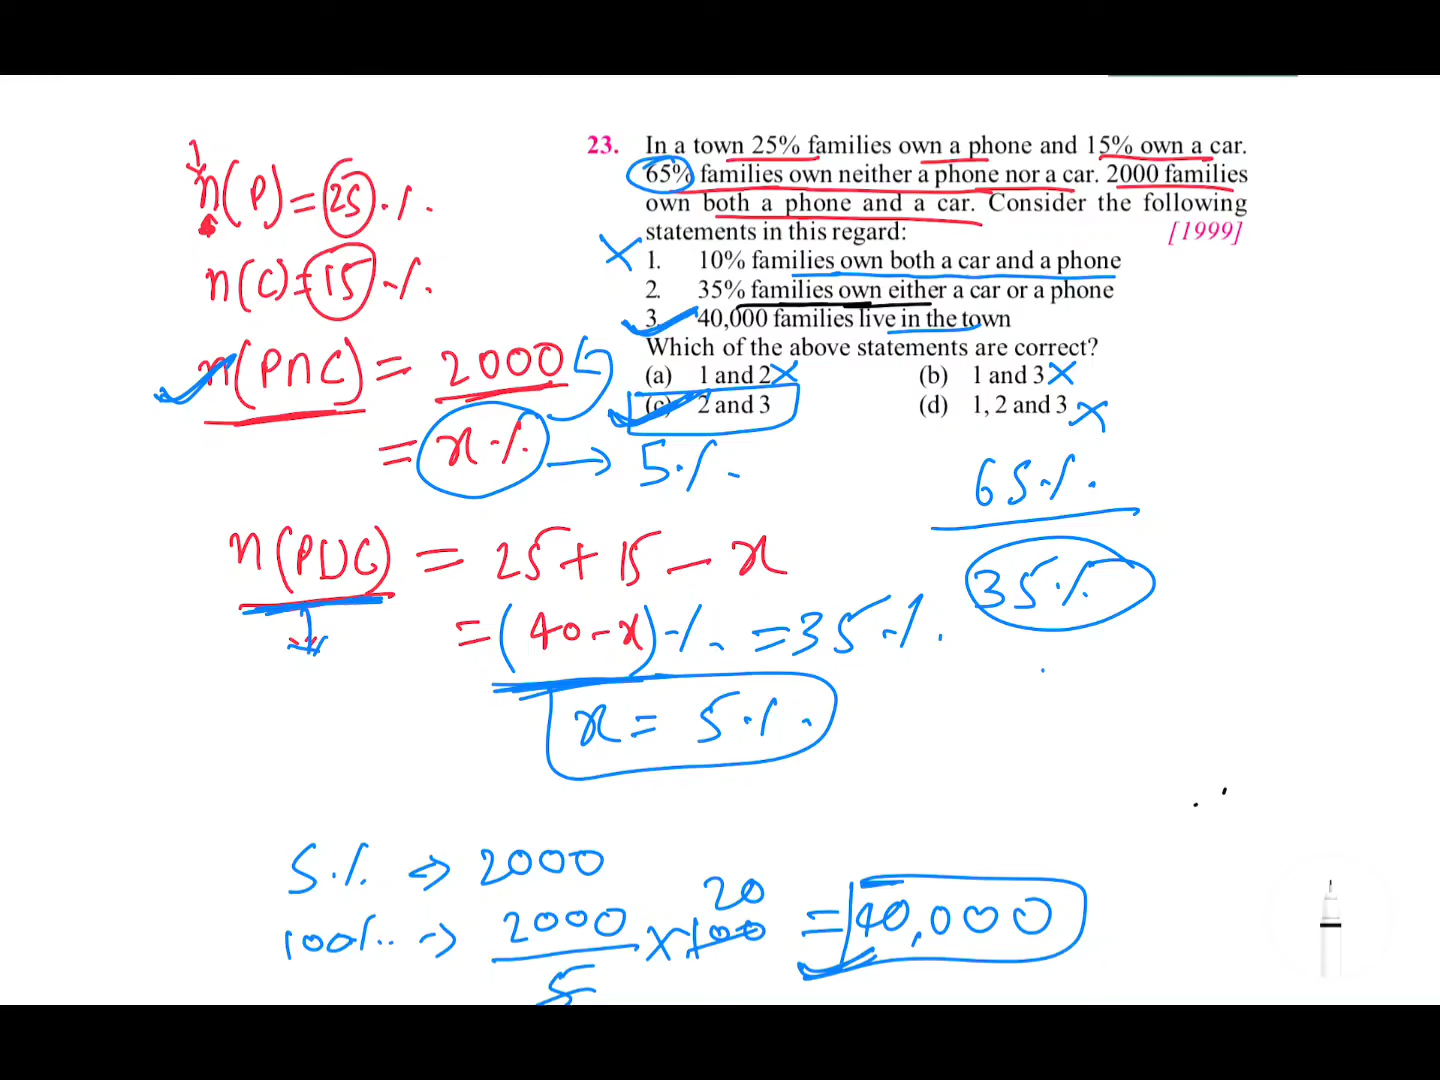 23. In a town 25% families own a phone and 15% own a car.
65% families own neither a phone nor a car. 2000 families
own both a phone and a car. Consider the following
statements in this regard: [1999]
1. 10% families own both a car and a phone
2. 35% families own either a car or a phone
3. 40,000 families live in the town
Which of the above statements are correct?
(a) 1 and 2 (b) 1 and 3
(c) 2 and 3 (d) 1, 2 and 3
n(P) = 25 %
n(C) = 15 %
n(P∩C) = 2000
= x % → 5 %
65 %
35 %
n(P∪C) = 25 + 15 - x
= (40 - x) % = 35 %
x = 5 %
5 % ⇔ 2000
100% → 2000/5 × 100 20 = 40,000